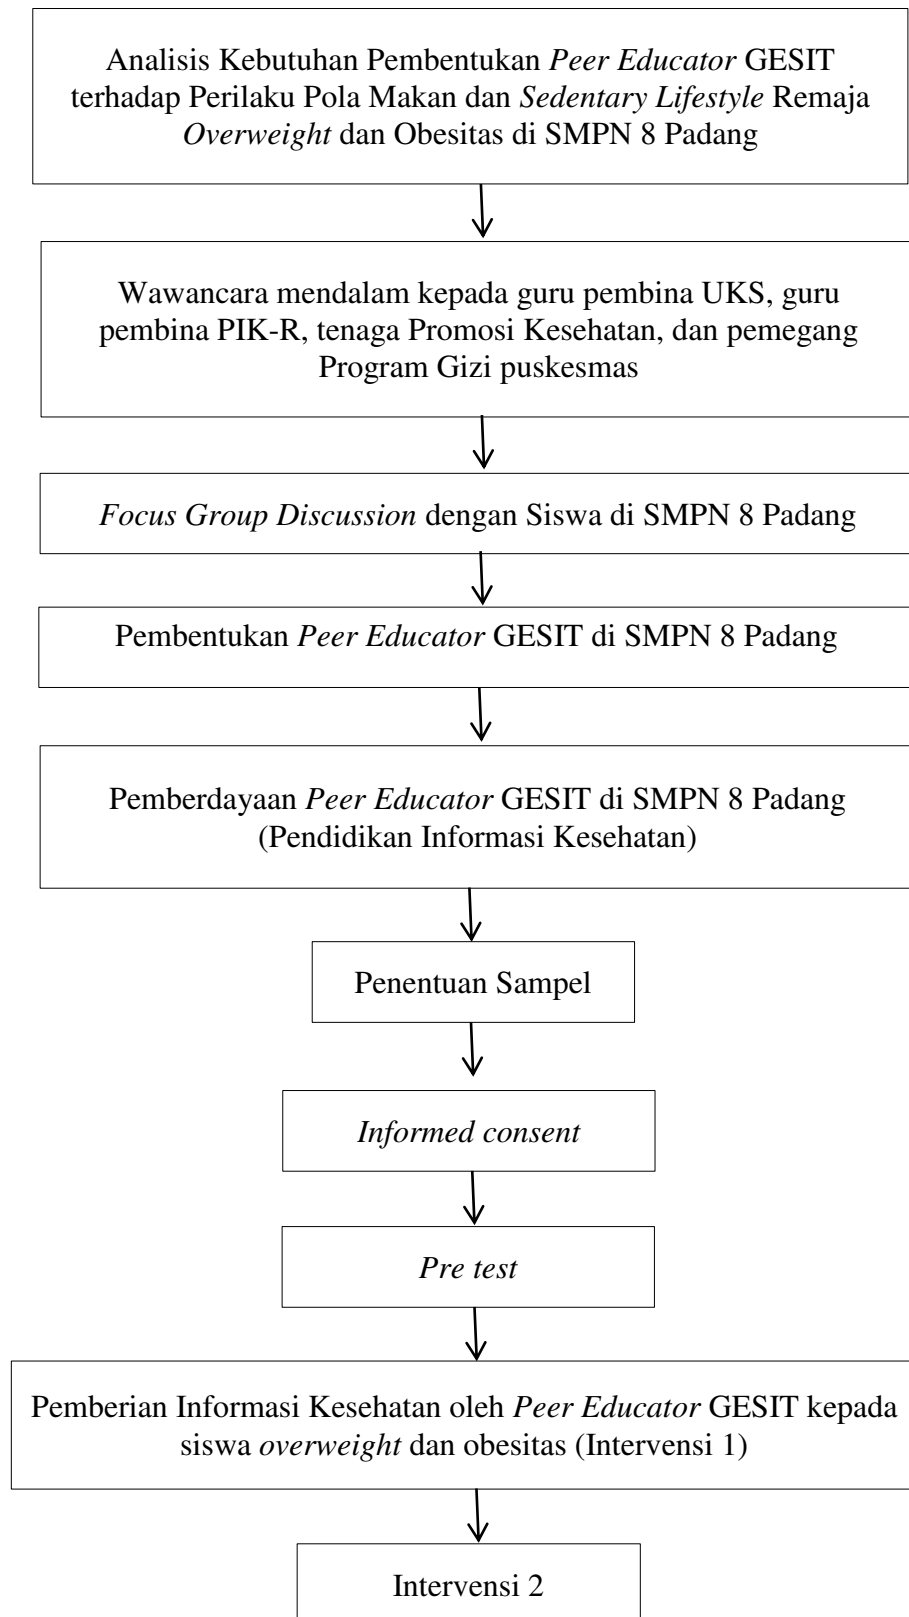 Analisis Kebutuhan Pembentukan Peer Educator GESIT
terhadap Perilaku Pola Makan dan Sedentary Lifestyle Remaja
Overweight dan Obesitas di SMPN 8 Padang
Wawancara mendalam kepada guru pembina UKS, guru
pembina PIK-R, tenaga Promosi Kesehatan, dan pemegang
Program Gizi puskesmas
Focus Group Discussion dengan Siswa di SMPN 8 Padang
Pembentukan Peer Educator GESIT di SMPN 8 Padang
Pemberdayaan Peer Educator GESIT di SMPN 8 Padang
(Pendidikan Informasi Kesehatan)
Penentuan Sampel
Informed consent
Pre test
Pemberian Informasi Kesehatan oleh Peer Educator GESIT kepada
siswa overweight dan obesitas (Intervensi 1)
Intervensi 2